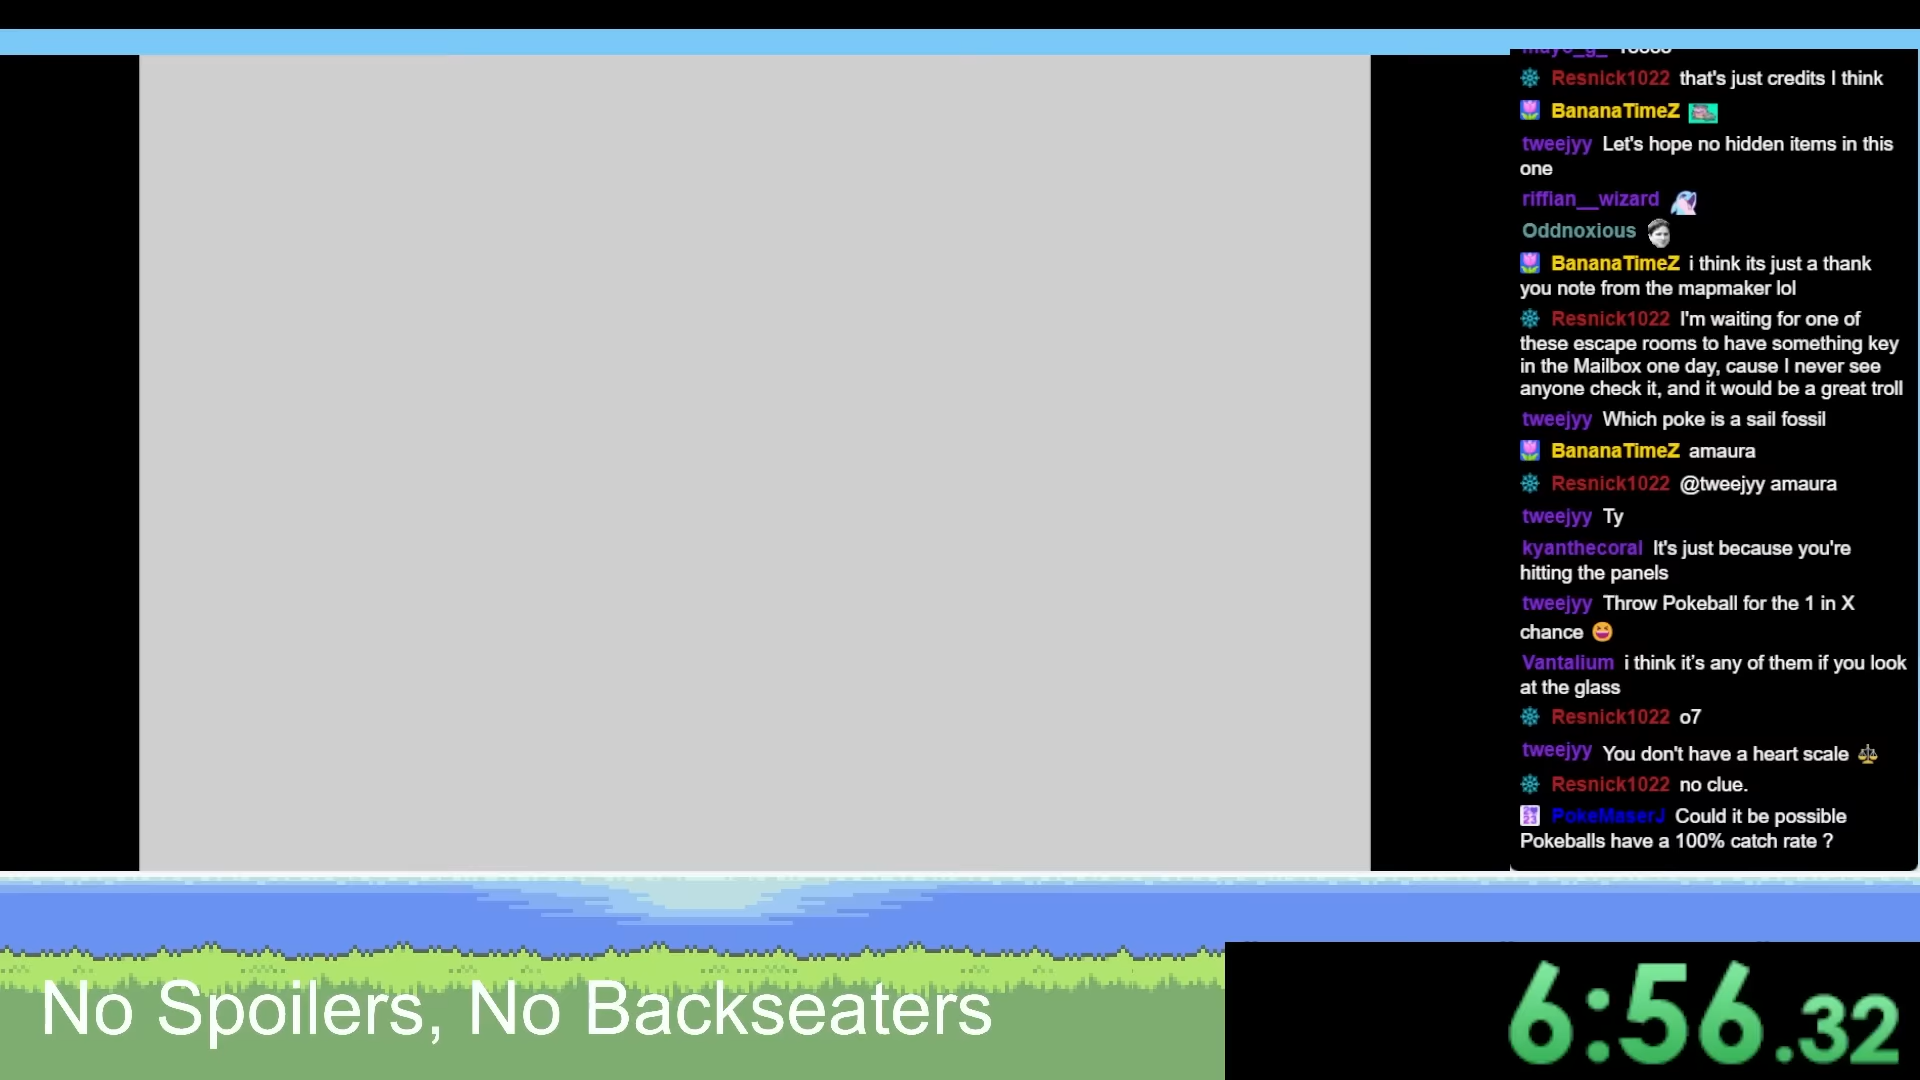 Resnick1022 that's just credits I think
BananaTimeZ
tweejyy Let's hope no hidden items in this
one
riffian__wizard
Oddnoxious
BananaTimeZ i think its just a thank
you note from the mapmaker lol
Resnick1022 I'm waiting for one of
these escape rooms to have something key
in the Mailbox one day, cause I never see
anyone check it, and it would be a great troll
tweejyy Which poke is a sail fossil
BananaTimeZ amaura
Resnick1022 @tweejyy amaura
tweejyy Ty
kyanthecoral It's just because you're
hitting the panels
tweejyy Throw Pokeball for the 1 in X
chance
Vantalium i think it’s any of them if you look
at the glass
Resnick1022 o7
tweejyy You don't have a heart scale
Resnick1022 no clue.
PokeMaserJ Could it be possible
Pokeballs have a 100% catch rate ?
No Spoilers, No Backseaters
6:56.32